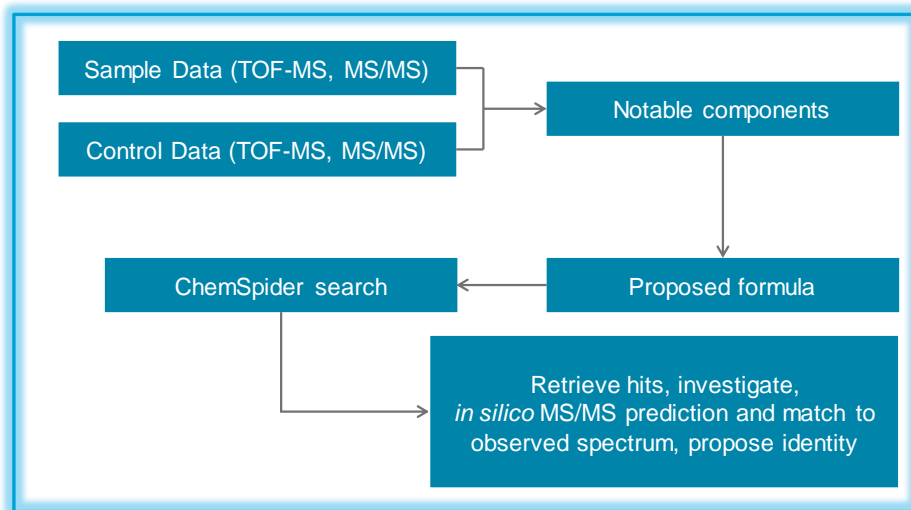 Sample Data (TOF-MS, MS/MS)
Notable components
Control Data (TOF-MS, MS/MS)
ChemSpider search
Proposed formula
Retrieve hits, investigate,
in silico MS/MS prediction and match to
observed spectrum, propose identity